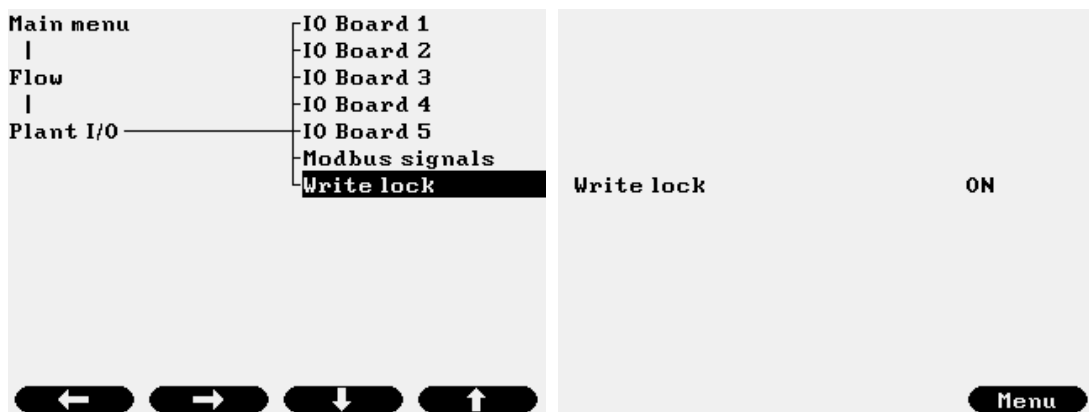 Main menu
Flow
Plant I/O
IO Board 1
IO Board 2
IO Board 3
IO Board 4
IO Board 5
Modbus signals
Write lock
Write lock ON
Menu